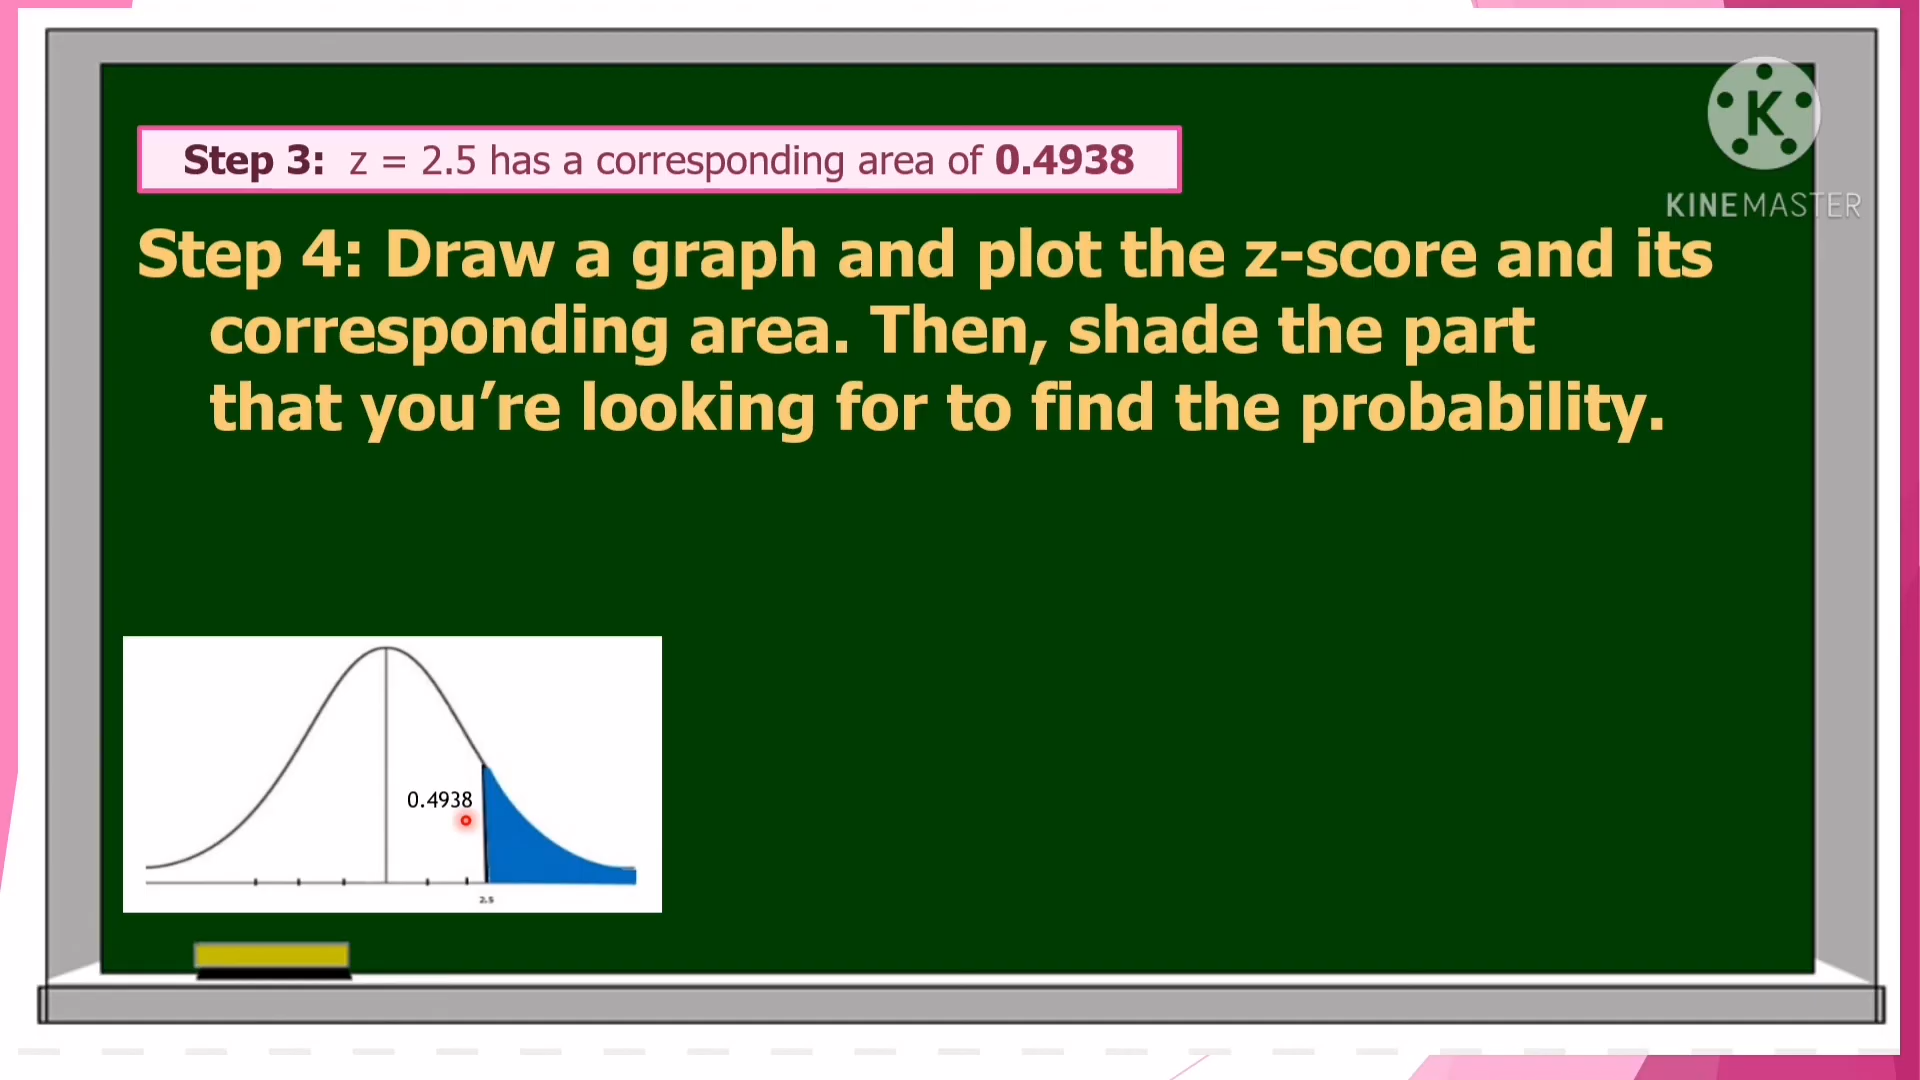 K
KINEMASTER
Step 3: z = 2.5 has a corresponding area of 0.4938
Step 4: Draw a graph and plot the z-score and its
corresponding area. Then, shade the part
that you’re looking for to find the probability.
0.4938
2.5